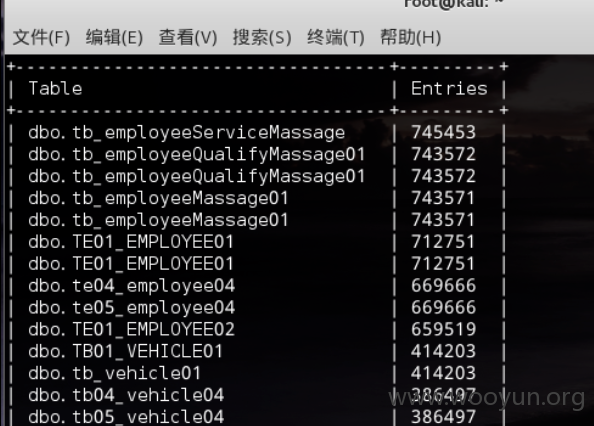 root@kali: ~
文件(F) 编辑(E) 查看(V) 搜索(S) 终端(T) 帮助(H)
+----------------------------------+---------+
| Table | Entries |
+----------------------------------+---------+
| dbo.tb_employeeServiceMassage | 745453 |
| dbo.tb_employeeQualifyMassage01 | 743572 |
| dbo.tb_employeeQualifyMassage01 | 743572 |
| dbo.tb_employeeMassage01 | 743571 |
| dbo.tb_employeeMassage01 | 743571 |
| dbo.TE01_EMPLOYEE01 | 712751 |
| dbo.TE01_EMPLOYEE01 | 712751 |
| dbo.te04_employee04 | 669666 |
| dbo.te05_employee04 | 669666 |
| dbo.TE01_EMPLOYEE02 | 659519 |
| dbo.TB01_VEHICLE01 | 414203 |
| dbo.tb_vehicle01 | 414203 |
| dbo.tb04_vehicle04 | 386497 |
| dbo.tb05_vehicle04 | 386497 |
www.wooyun.org